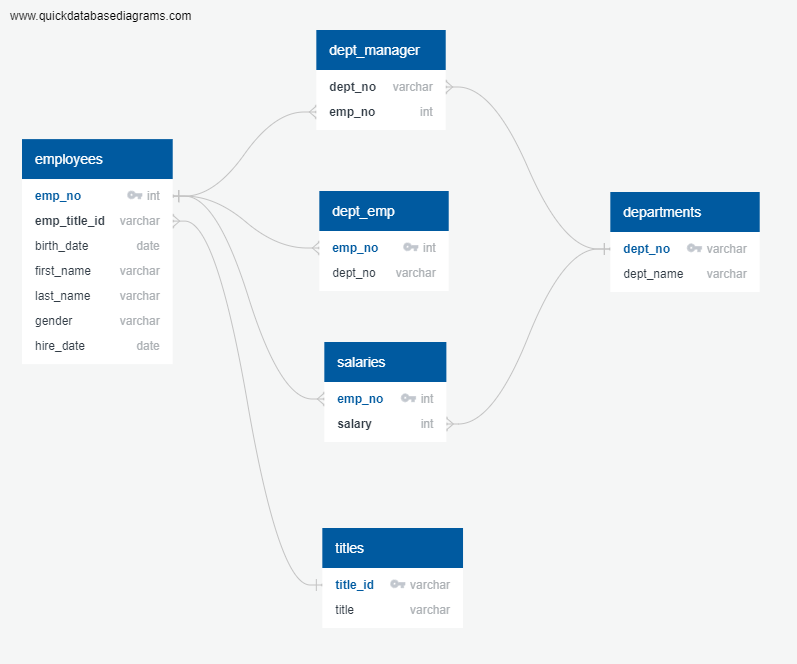 www.quickdatabasediagrams.com
dept_manager
dept_no varchar
emp_no int
employees
emp_no int
emp_title_id varchar
birth_date date
first_name varchar
last_name varchar
gender varchar
hire_date date
dept_emp
emp_no int
dept_no varchar
departments
dept_no varchar
dept_name varchar
salaries
emp_no int
salary int
titles
title_id varchar
title varchar